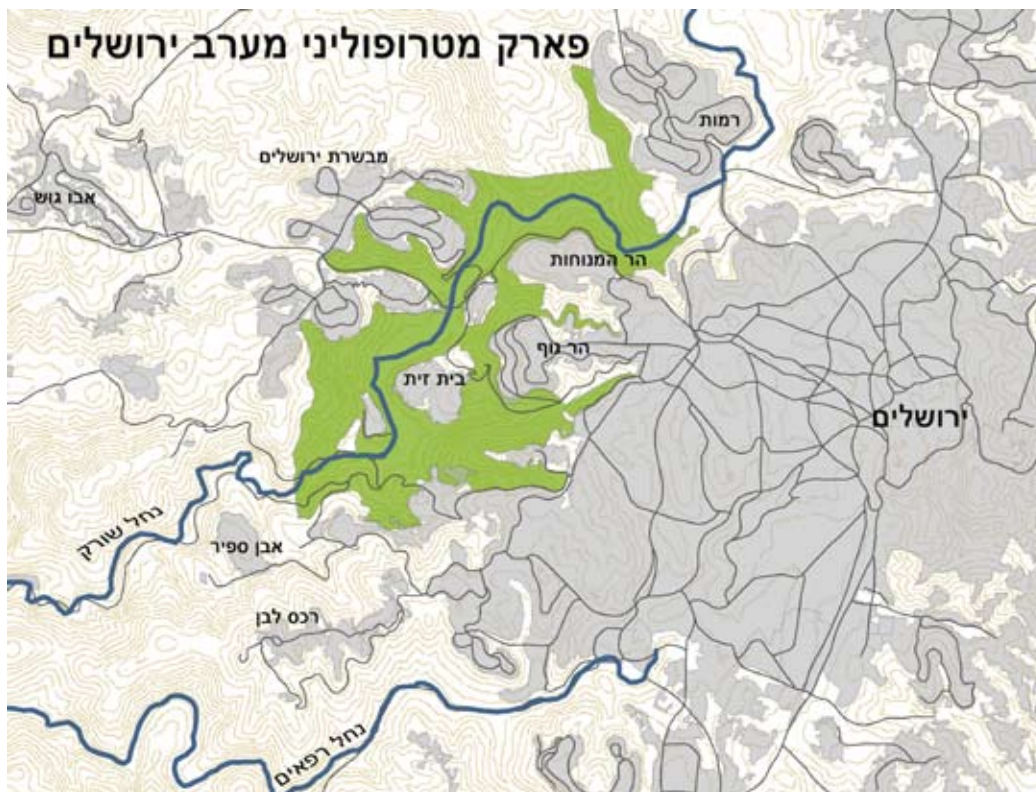 פארק מטרופוליני מערב ירושלים
רמות
מבשרת ירושלים
אבו גוש
הר המנוחות
הר נוף
בית זית
ירושלים
נחל שורק
אבן ספיר
רכס לבן
נחל רפאים